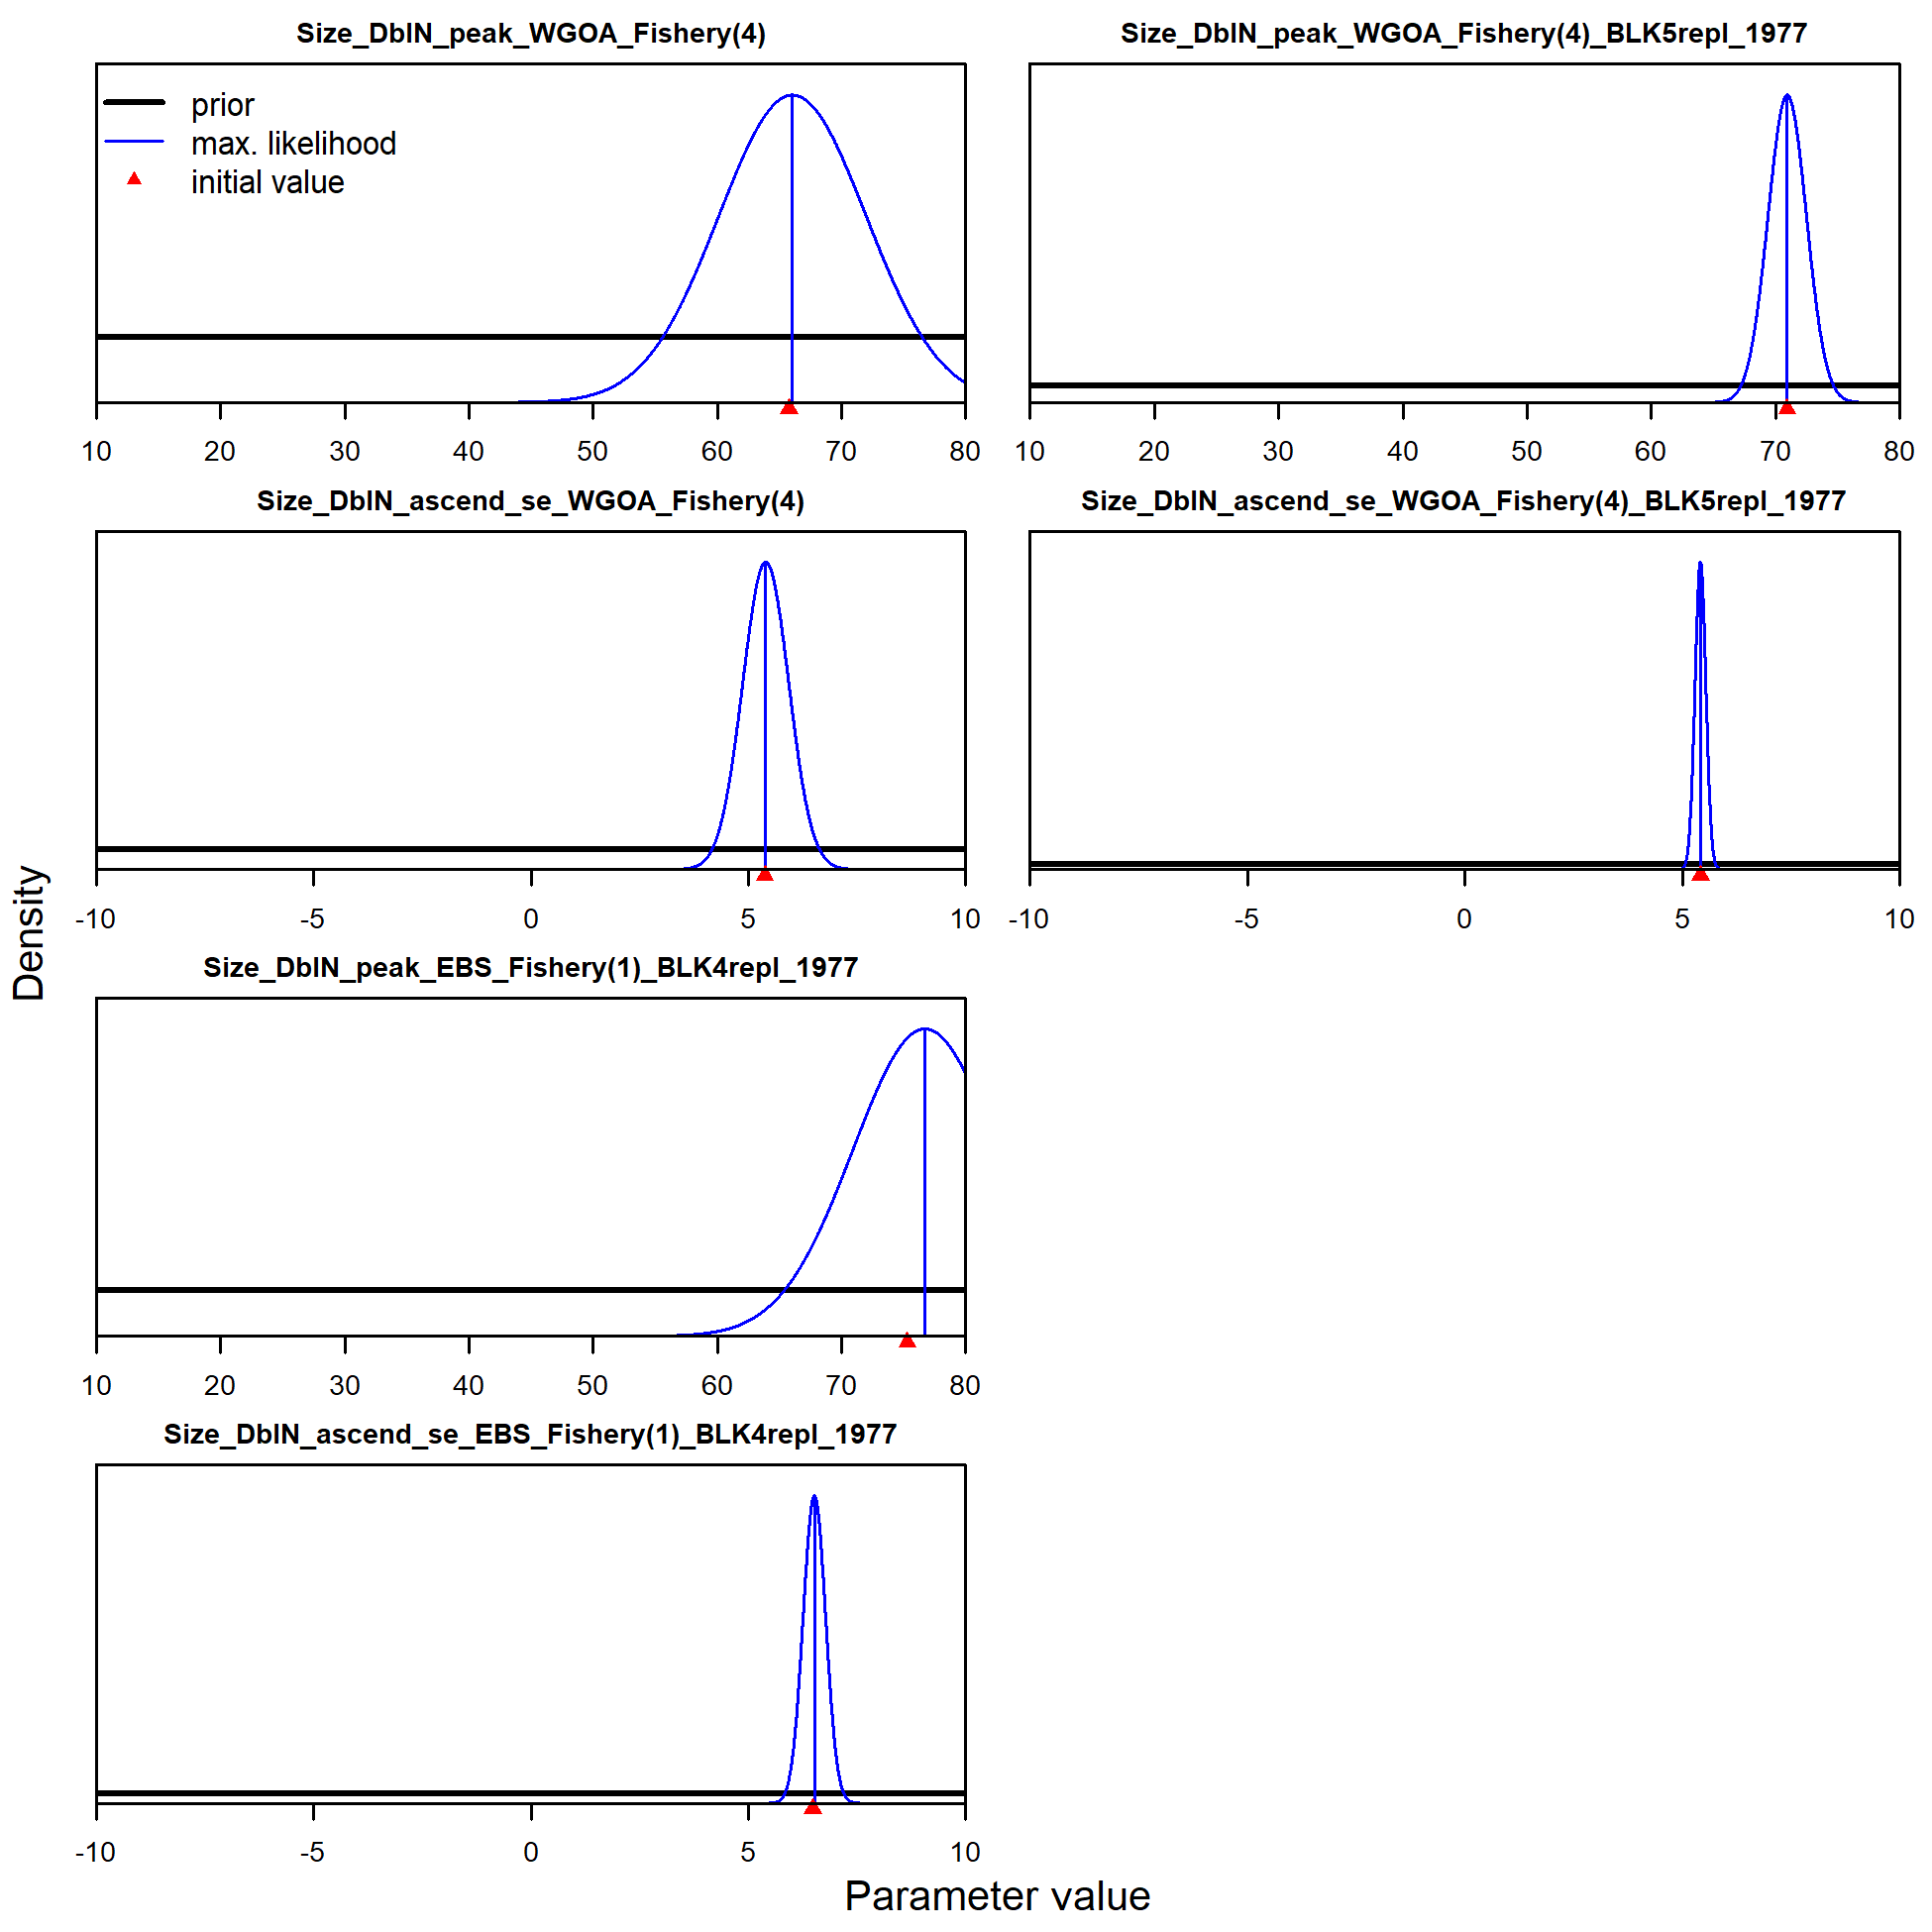 Size_DblN_peak_WGOA_Fishery(4)
prior
max. likelihood
initial value
10 20 30 40 50 60 70 80
Size_DblN_peak_WGOA_Fishery(4)_BLK5repl_1977
10 20 30 40 50 60 70 80
Size_DblN_ascend_se_WGOA_Fishery(4)
-10 -5 0 5 10
Size_DblN_ascend_se_WGOA_Fishery(4)_BLK5repl_1977
-10 -5 0 5 10
Size_DblN_peak_EBS_Fishery(1)_BLK4repl_1977
10 20 30 40 50 60 70 80
Size_DblN_ascend_se_EBS_Fishery(1)_BLK4repl_1977
-10 -5 0 5 10
Density
Parameter value